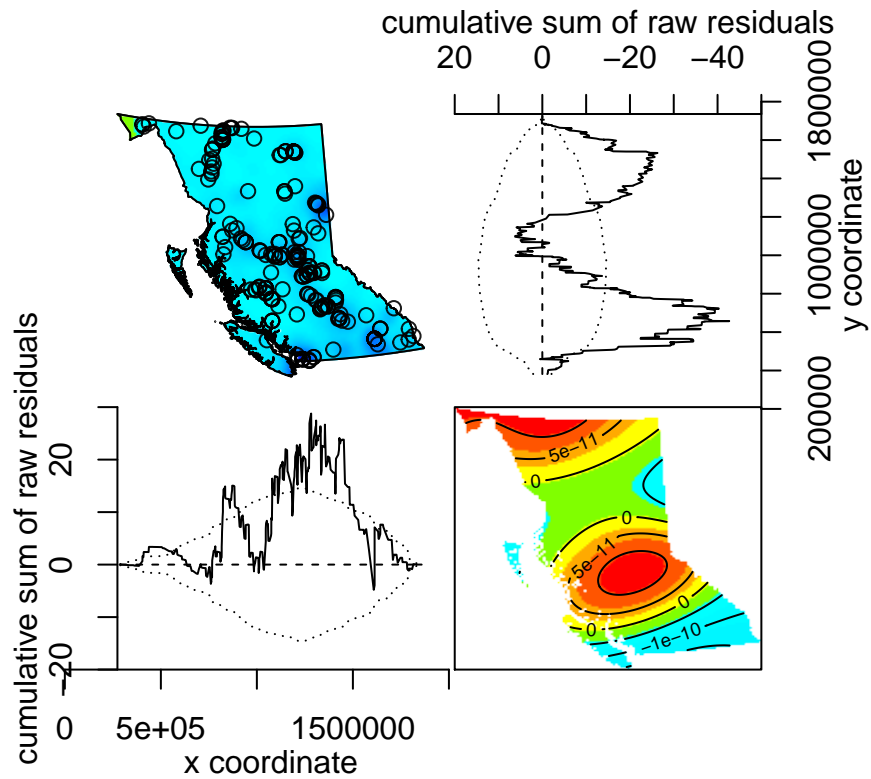 cumulative sum of raw residuals
20 0 −20 −40
200000 10000000 1800000
y coordinate
cumulative sum of raw residuals
20 0 20
0 5e+05 1500000
x coordinate
5e−11
0
0
5e−11
0
0
−1e−10